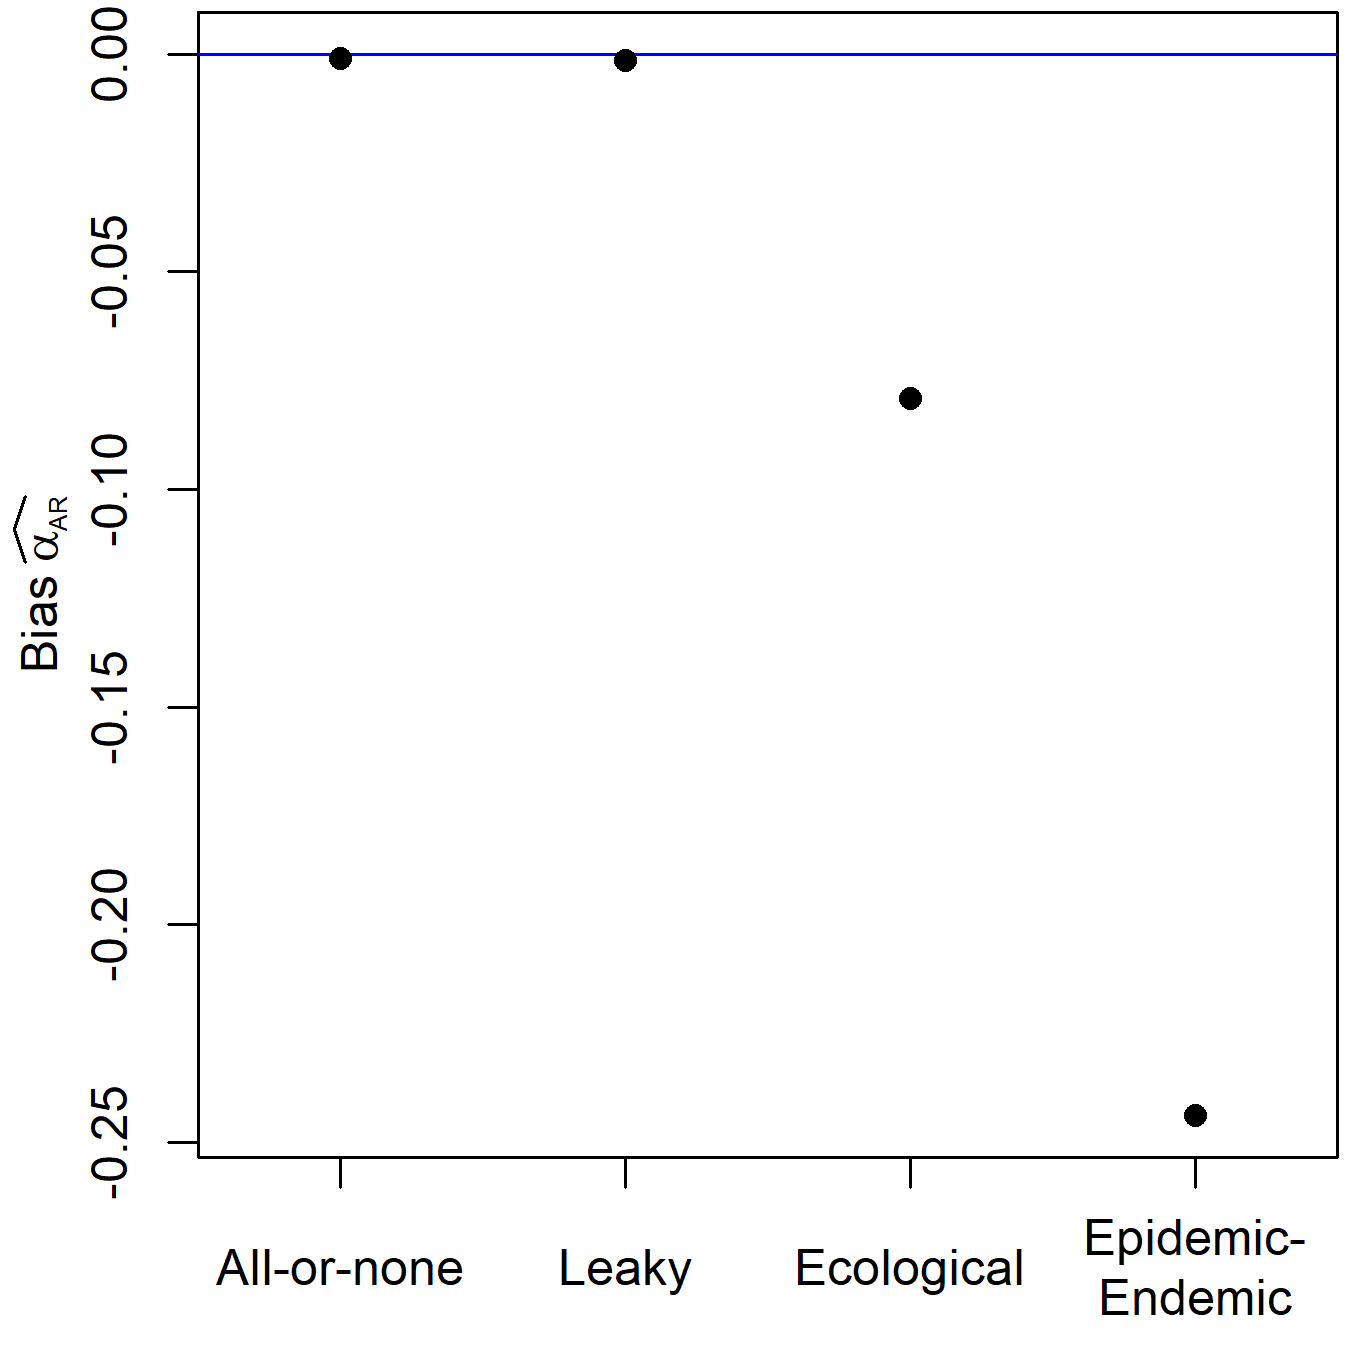 0.00
-0.05
-0.10
-0.15
-0.20
-0.25
Bias α̂AR
All-or-none
Leaky
Ecological
Epidemic-
Endemic